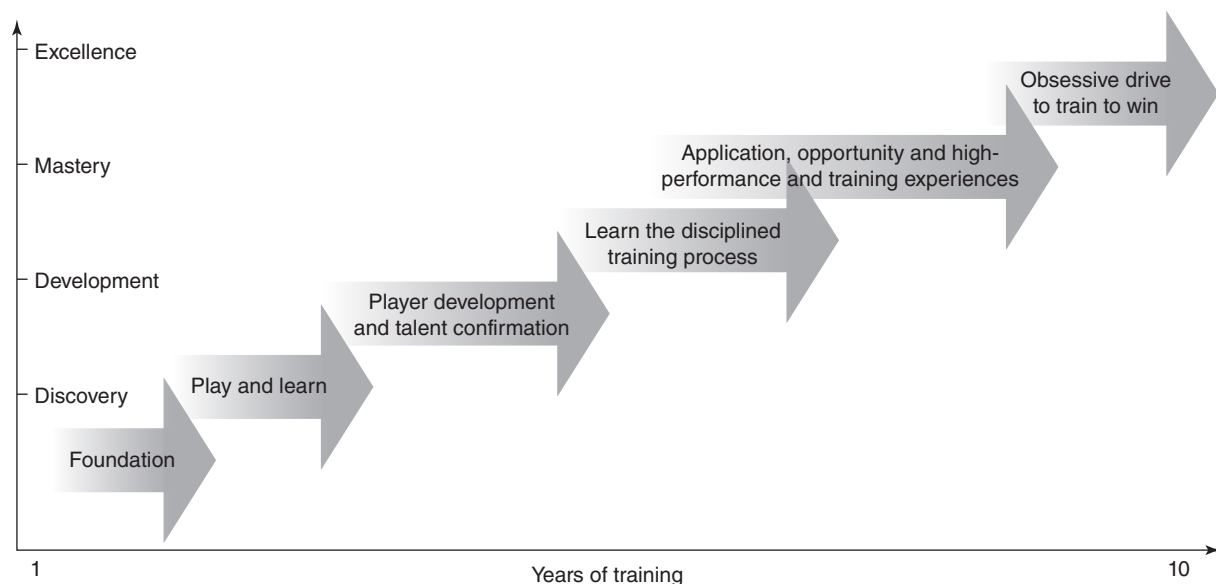 Excellence
Obsessive drive
to train to win
Mastery
Application, opportunity and high-
performance and training experiences
Learn the disciplined
training process
Development
Player development
and talent confirmation
Discovery
Play and learn
Foundation
1
Years of training
10